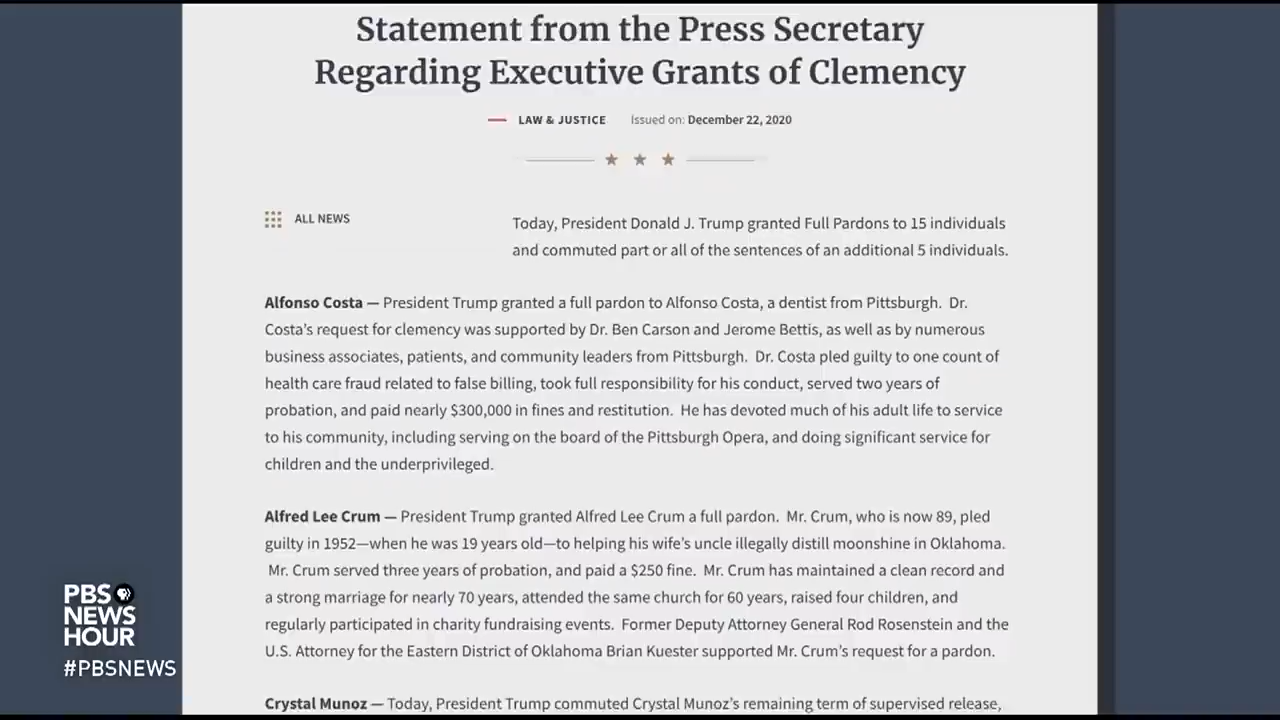 Statement from the Press Secretary
Regarding Executive Grants of Clemency
LAW & JUSTICE Issued on: December 22, 2020
ALL NEWS
Today, President Donald J. Trump granted Full Pardons to 15 individuals
and commuted part or all of the sentences of an additional 5 individuals.
Alfonso Costa — President Trump granted a full pardon to Alfonso Costa, a dentist from Pittsburgh. Dr.
Costa's request for clemency was supported by Dr. Ben Carson and Jerome Bettis, as well as by numerous
business associates, patients, and community leaders from Pittsburgh. Dr. Costa pled guilty to one count of
health care fraud related to false billing, took full responsibility for his conduct, served two years of
probation, and paid nearly $300,000 in fines and restitution. He has devoted much of his adult life to service
to his community, including serving on the board of the Pittsburgh Opera, and doing significant service for
children and the underprivileged.
Alfred Lee Crum — President Trump granted Alfred Lee Crum a full pardon. Mr. Crum, who is now 89, pled
guilty in 1952—when he was 19 years old—to helping his wife's uncle illegally distill moonshine in Oklahoma.
Mr. Crum served three years of probation, and paid a $250 fine. Mr. Crum has maintained a clean record and
a strong marriage for nearly 70 years, attended the same church for 60 years, raised four children, and
regularly participated in charity fundraising events. Former Deputy Attorney General Rod Rosenstein and the
U.S. Attorney for the Eastern District of Oklahoma Brian Kuester supported Mr. Crum's request for a pardon.
Crystal Munoz — Today, President Trump commuted Crystal Munoz's remaining term of supervised release,
PBS
NEWS
HOUR
#PBSNEWS